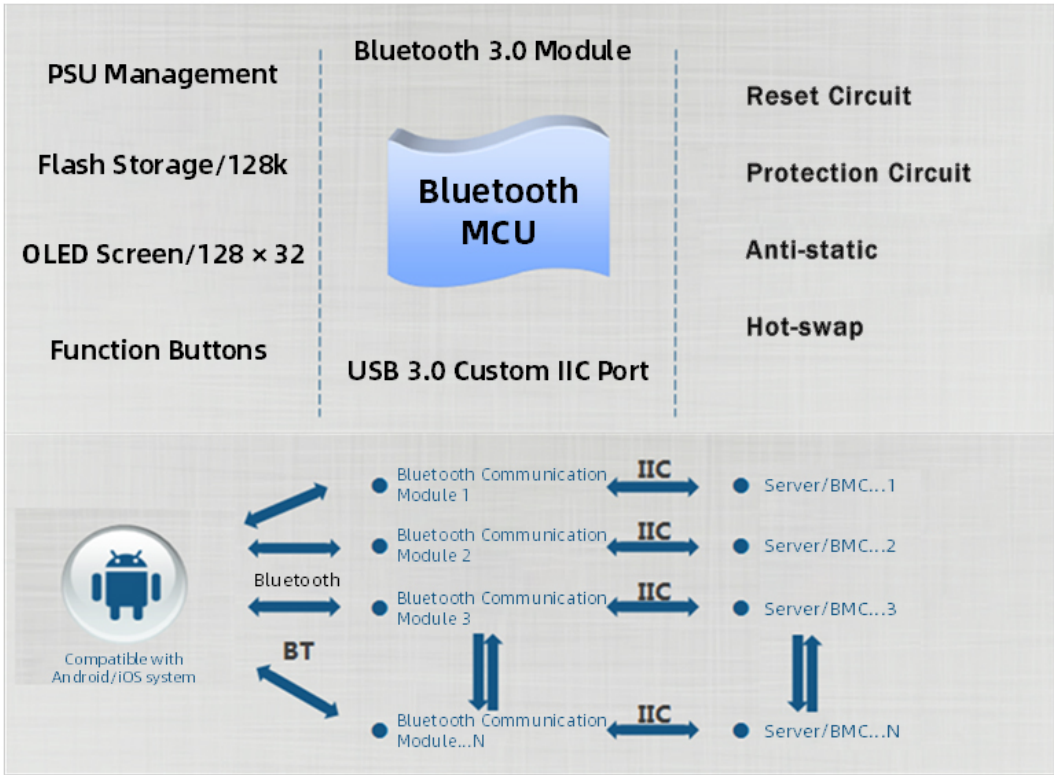 PSU Management
Flash Storage/128k
OLED Screen/128 × 32
Function Buttons
Bluetooth 3.0 Module
Bluetooth
MCU
USB 3.0 Custom IIC Port
Reset Circuit
Protection Circuit
Anti-static
Hot-swap
Compatible with
Android/iOS system
Bluetooth
BT
Bluetooth Communication
Module 1
IIC
Server/BMC...1
Bluetooth Communication
Module 2
IIC
Server/BMC...2
Bluetooth Communication
Module 3
IIC
Server/BMC...3
Bluetooth Communication
Module...N
IIC
Server/BMC...N